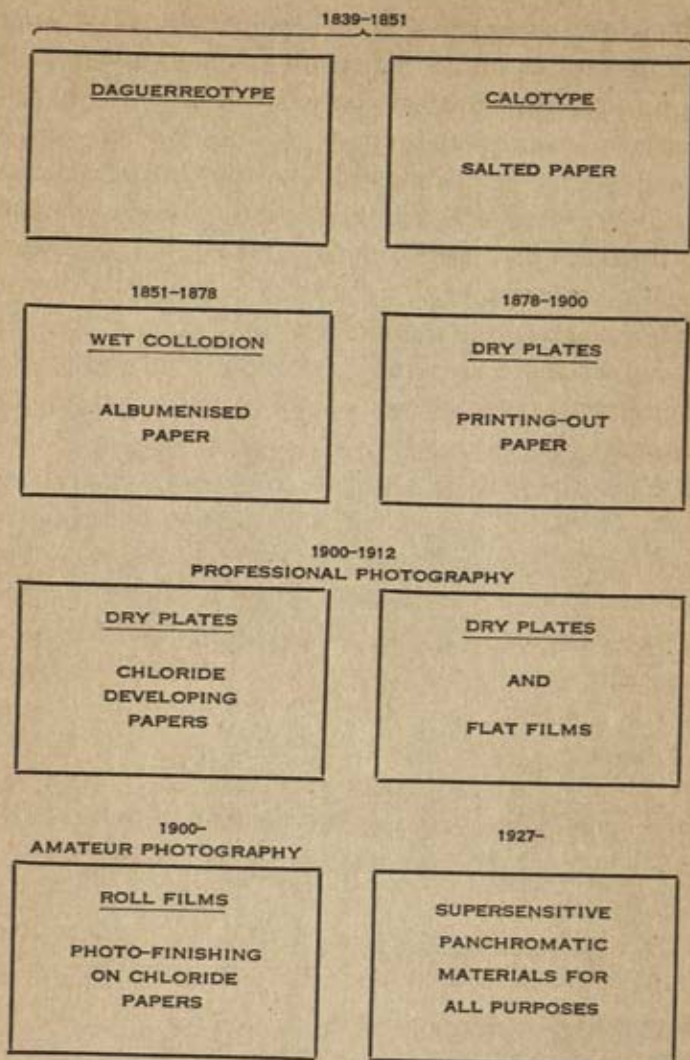 1839-1851
DAGUERREOTYPE
CALOTYPE
SALTED PAPER
1851-1878
WET COLLODION
ALBUMENISED
PAPER
1878-1900
DRY PLATES
PRINTING-OUT
PAPER
1900-1912
PROFESSIONAL PHOTOGRAPHY
DRY PLATES
CHLORIDE
DEVELOPING
PAPERS
DRY PLATES
AND
FLAT FILMS
1900-
AMATEUR PHOTOGRAPHY
ROLL FILMS
PHOTO-FINISHING
ON CHLORIDE
PAPERS
1927-
SUPERSENSITIVE
PANCHROMATIC
MATERIALS FOR
ALL PURPOSES